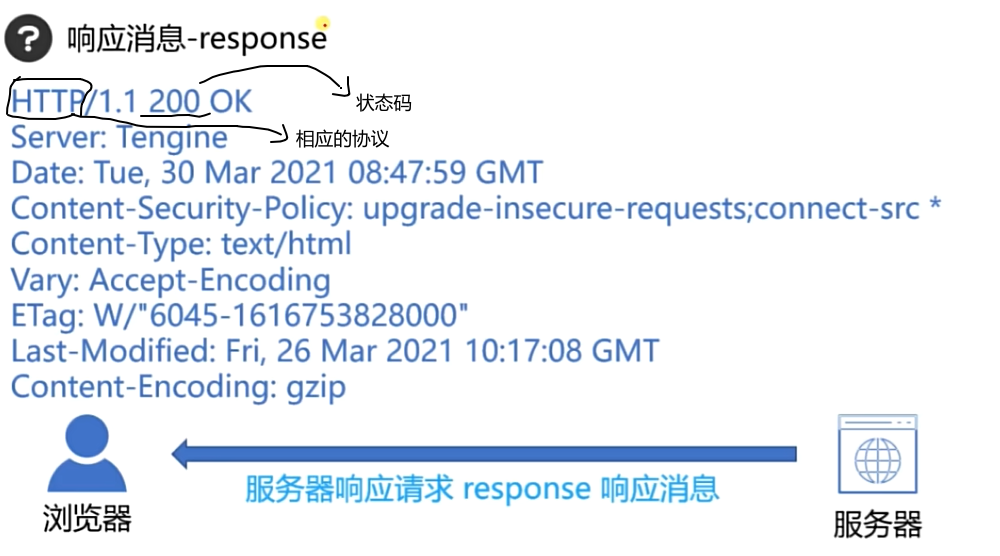 ?
响应消息-response
HTTP/1.1 200 OK
状态码
相应的协议
Server: Tengine
Date: Tue, 30 Mar 2021 08:47:59 GMT
Content-Security-Policy: upgrade-insecure-requests;connect-src *
Content-Type: text/html
Vary: Accept-Encoding
ETag: W/"6045-1616753828000"
Last-Modified: Fri, 26 Mar 2021 10:17:08 GMT
Content-Encoding: gzip
服务器响应请求 response 响应消息
浏览器
服务器